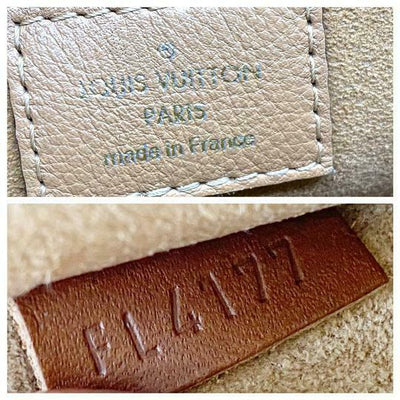 LOUIS VUITTON
PARIS
made in France
FL4177